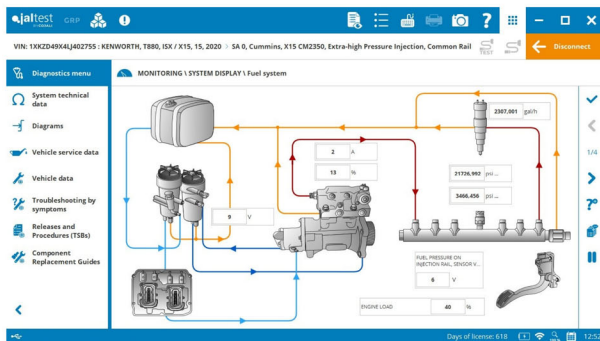 jaltest GRP
VIN: 1XKZD49X4LJ402755 : KENWORTH, T880, ISX / X15, 15, 2020 > SA 0, Cummins, X15 CM2350, Extra-high Pressure Injection, Common Rail
TEST
Disconnect
Diagnostics menu
MONITORING \ SYSTEM DISPLAY \ Fuel system
System technical data
Diagrams
Vehicle service data
Vehicle data
Troubleshooting by symptoms
Releases and Procedures (TSBs)
Component Replacement Guides
2307,001 gal/h
2 A
13 %
21726,992 psi ...
3466,456 psi ...
0 V
FUEL PRESSURE ON
INJECTION RAIL, SENSOR V...
6 V
ENGINE LOAD 40 %
1/4
Days of license: 618
12:52